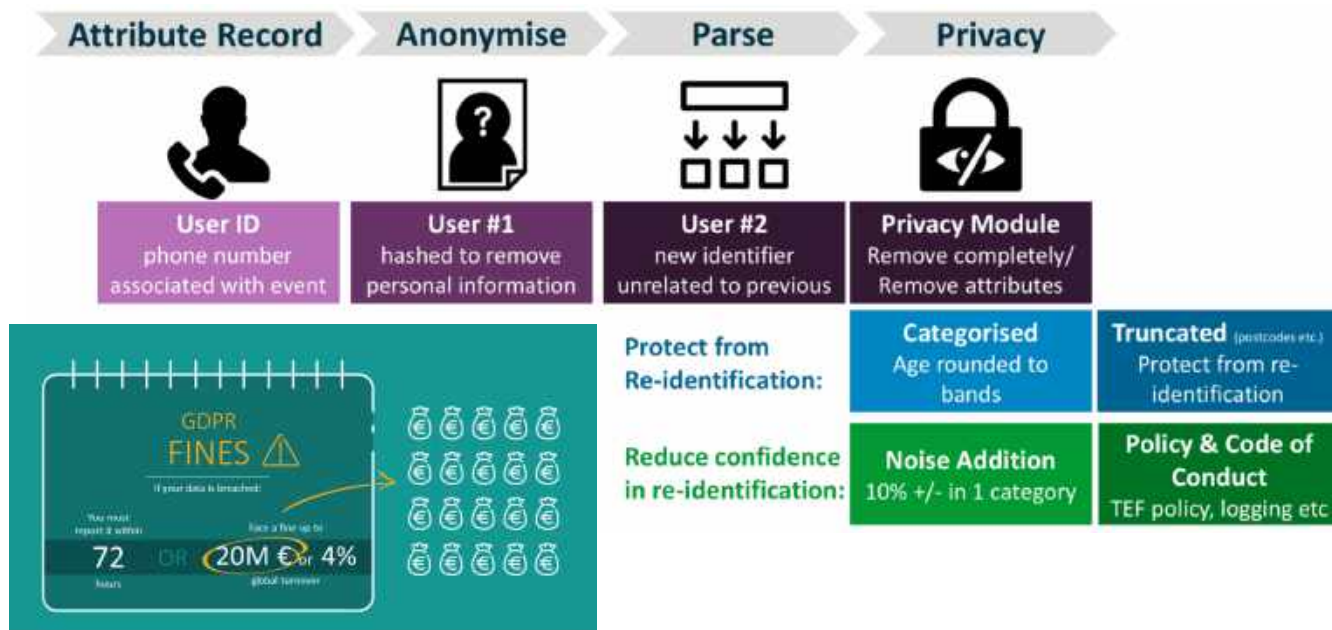 Attribute Record
Anonymise
Parse
Privacy
?
User ID
phone number
associated with event
User #1
hashed to remove
personal information
User #2
new identifier
unrelated to previous
Privacy Module
Remove completely/
Remove attributes
Protect from
Re-identification:
Categorised
Age rounded to
bands
Truncated (postcodes etc.)
Protect from re-
identification
Reduce confidence
in re-identification:
Noise Addition
10% +/- in 1 category
Policy & Code of
Conduct
TEF policy, logging etc
GDPR
FINES
If your data is breached:
You must
report it within
72
hours
OR
Face a fine up to
20M € or 4%
global turnover
€ € € € €
€ € € € €
€ € € € €
€ € € € €